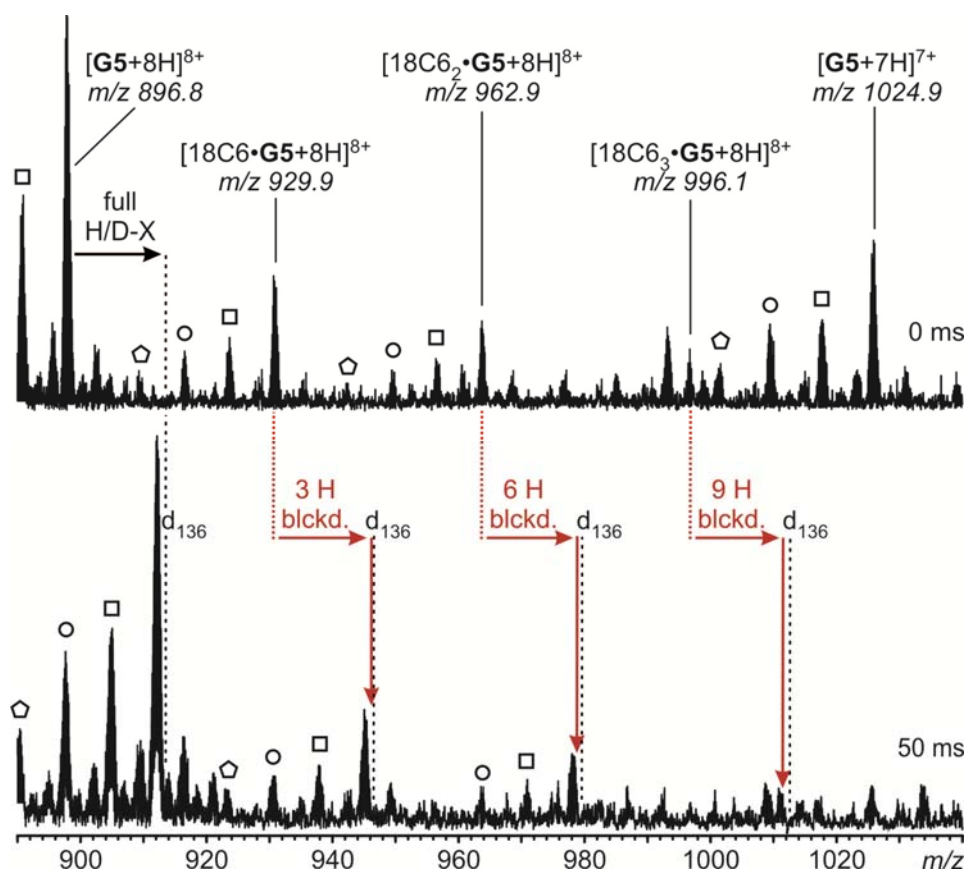 [G5+8H]8+
m/z 896.8
[18C62•G5+8H]8+
m/z 962.9
[G5+7H]7+
m/z 1024.9
[18C6•G5+8H]8+
m/z 929.9
[18C63•G5+8H]8+
m/z 996.1
full
H/D-X
0 ms
3 H
blckd.
6 H
blckd.
9 H
blckd.
d136
d136
d136
d136
50 ms
900
920
940
960
980
1000
1020
m/z